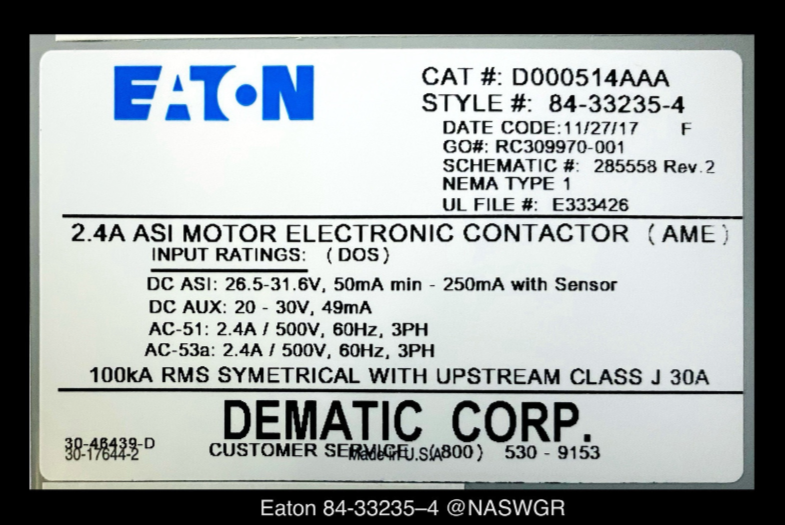 EATON
CAT #: D000514AAA
STYLE #: 84-33235-4
DATE CODE:11/27/17 F
GO#: RC309970-001
SCHEMATIC #: 285558 Rev.2
NEMA TYPE 1
UL FILE #: E333426
2.4A ASI MOTOR ELECTRONIC CONTACTOR (AME)
INPUT RATINGS: (DOS)
DC ASI: 26.5-31.6V, 50mA min - 250mA with Sensor
DC AUX: 20 - 30V, 49mA
AC-51: 2.4A / 500V, 60Hz, 3PH
AC-53a: 2.4A / 500V, 60Hz, 3PH
100kA RMS SYMETRICAL WITH UPSTREAM CLASS J 30A
DEMATIC CORP.
30-46439-D
30-17644-2
CUSTOMER SERVICE (800) 530 - 9153
Made in U.S.A
Eaton 84-33235–4 @NASWGR